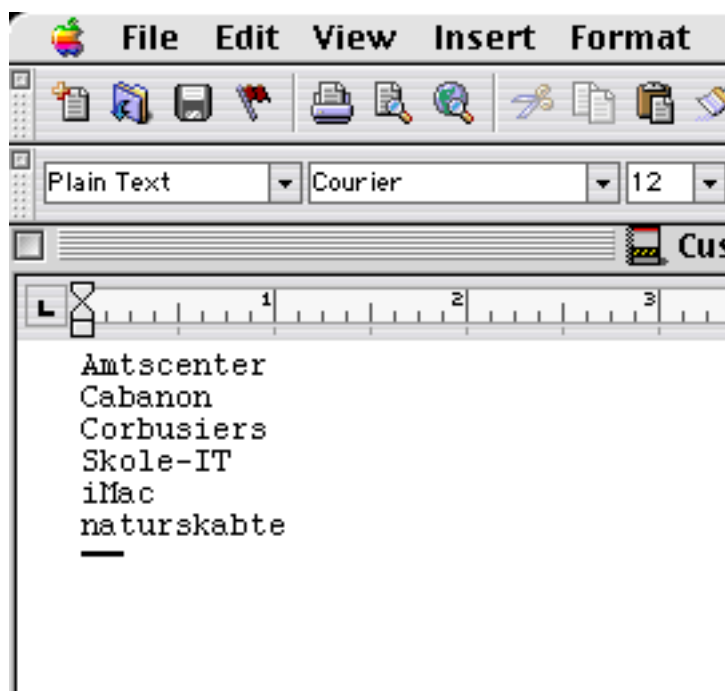 File Edit View Insert Format
Plain Text Courier 12
Cus
1 2 3
Amtscenter
Cabanon
Corbusiers
Skole-IT
iMac
naturskabte